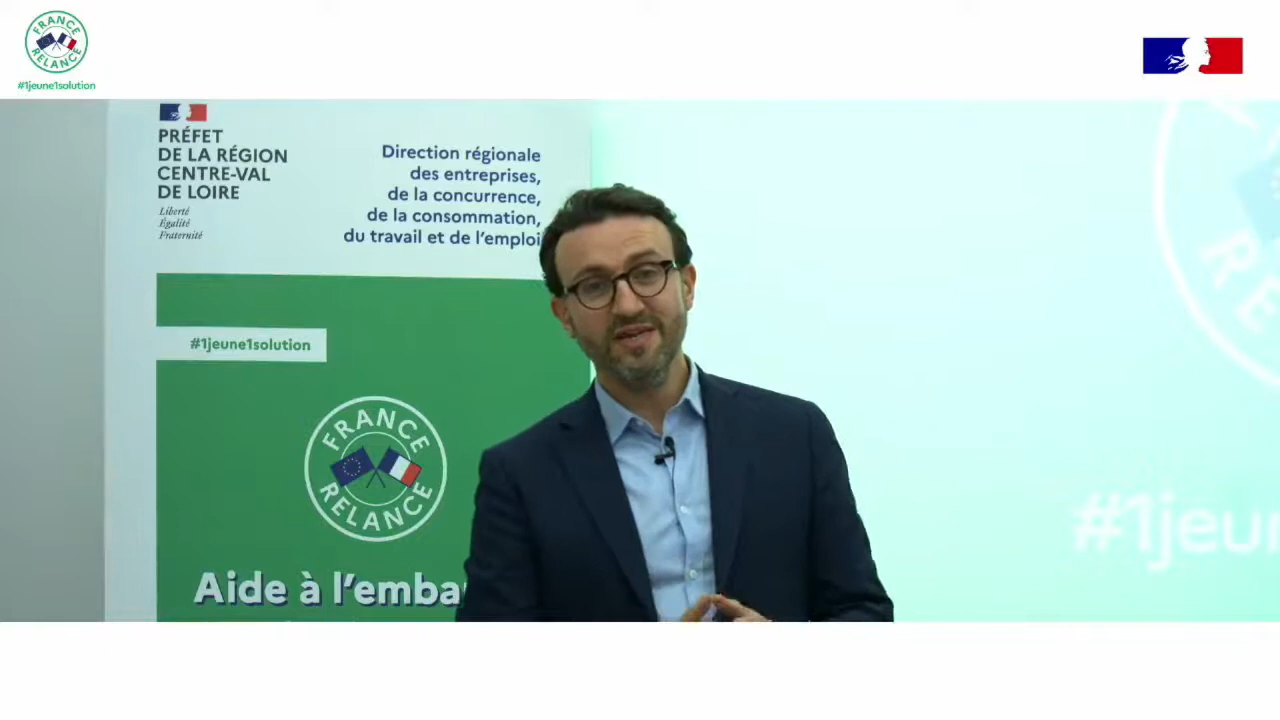 FRANCE
RELANCE
#1jeune1solution
PRÉFET
DE LA RÉGION
CENTRE-VAL
DE LOIRE
Liberté
Égalité
Fraternité
Direction régionale
des entreprises,
de la concurrence,
de la consommation,
du travail et de l'emploi
#1jeune1solution
FRANCE
RELANCE
Aide à l'emba
#1jeun